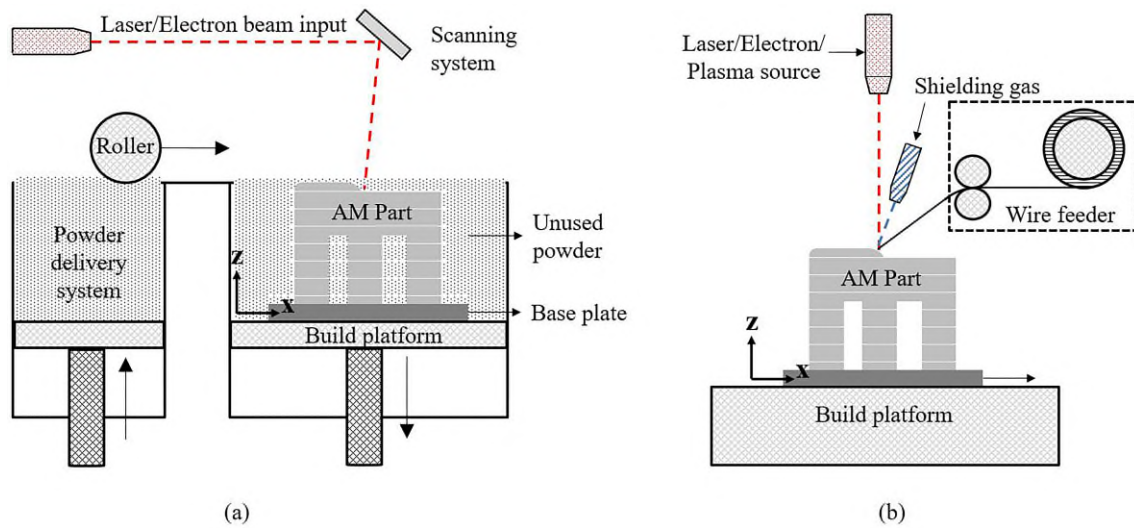 Laser/Electron beam input
Scanning
system
Roller
Powder
delivery
system
AM Part
Unused
powder
z
x
Base plate
Build platform
(a)
Laser/Electron/
Plasma source
Shielding gas
Wire feeder
AM Part
z
x
Build platform
(b)